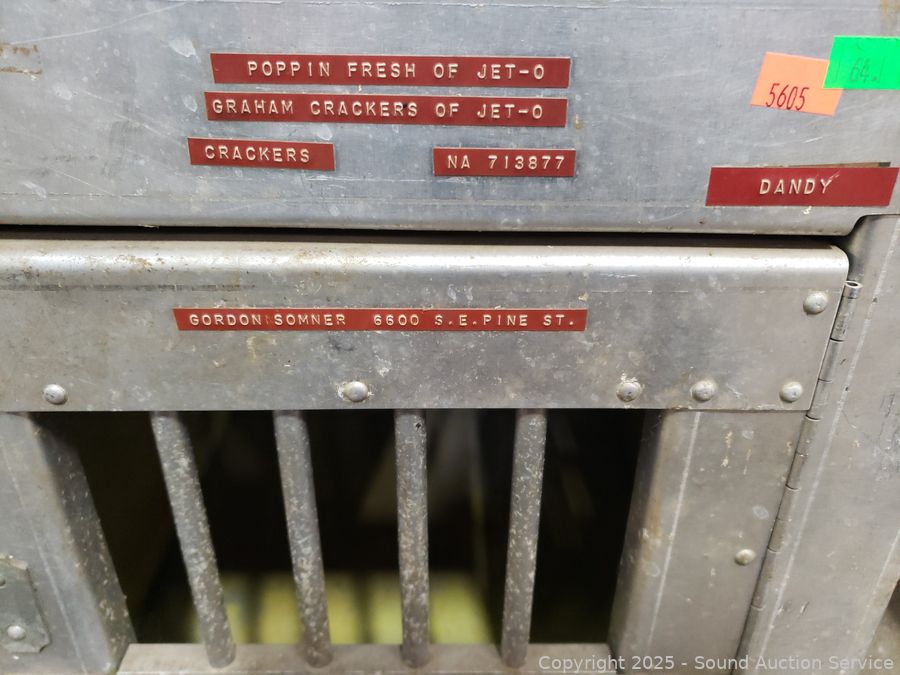 POPPIN FRESH OF JET-O
GRAHAM CRACKERS OF JET-O
CRACKERS
NA 713877
5605
64.
DANDY
GORDON SOMNER 6600 S.E.PINE ST.
Copyright 2025 - Sound Auction Service